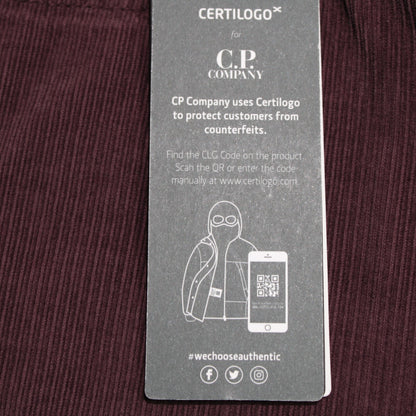 CERTILOGO
for
C.P.
COMPANY
CP Company uses Certilogo
to protect customers from
counterfeits.
Find the CLG Code on the product.
Scan the QR or enter the code
manually at www.certilogo.com
#wechooseauthentic